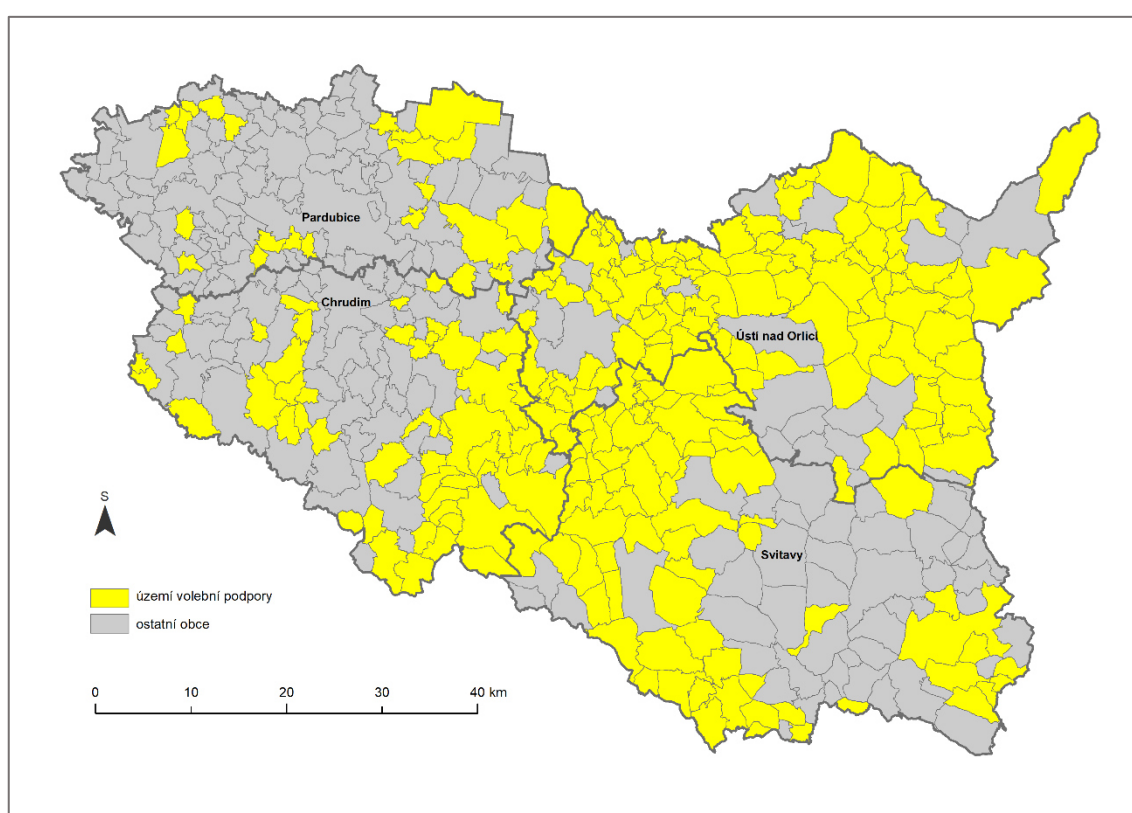 Pardubice
Chrudim
Ústí nad Orlicí
Svitavy
S
území volební podpory
ostatní obce
0 10 20 30 40 km